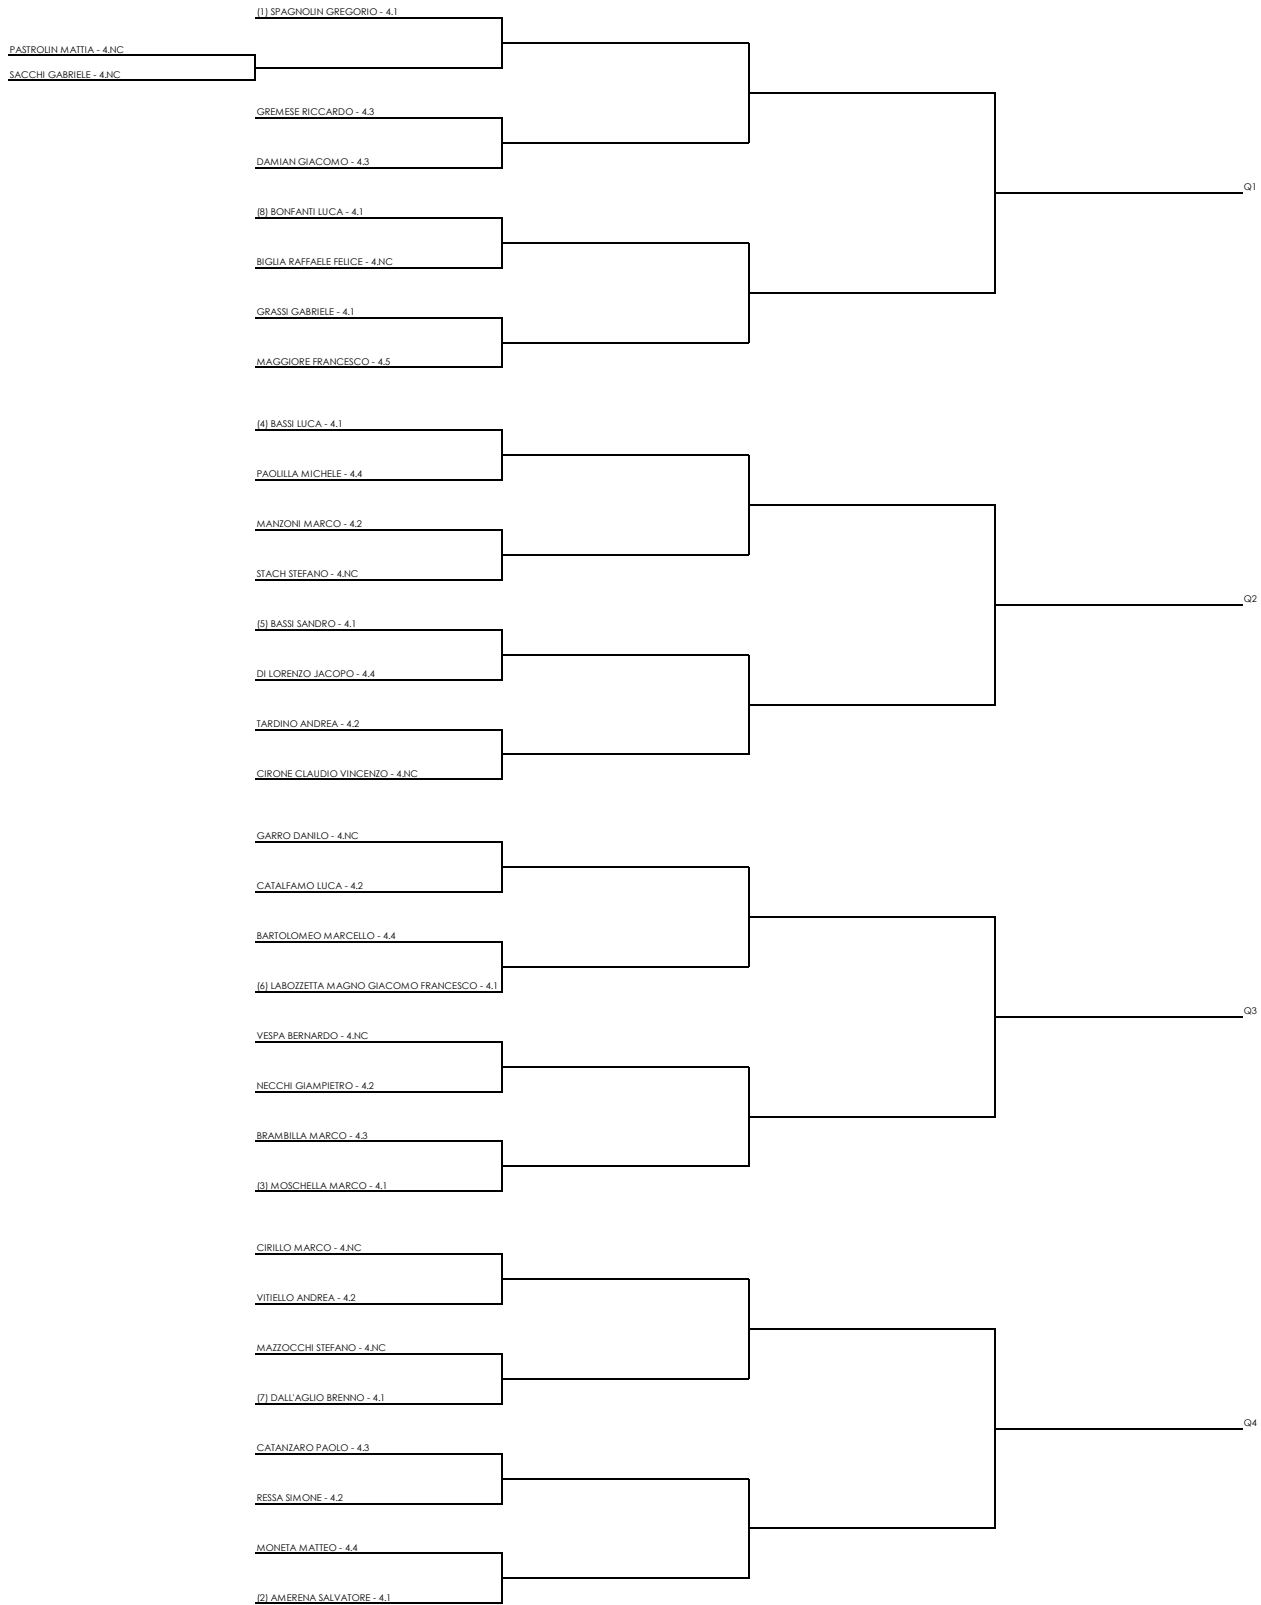 (1) SPAGNOLIN GREGORIO - 4.1
PASTROLIN MATTIA - 4.NC
SACCHI GABRIELE - 4.NC
GREMESE RICCARDO - 4.3
DAMIAN GIACOMO - 4.3
Q1
(8) BONFANTI LUCA - 4.1
BIGLIA RAFFAELE FELICE - 4.NC
GRASSI GABRIELE - 4.1
MAGGIORE FRANCESCO - 4.5
(4) BASSI LUCA - 4.1
PAOLILLA MICHELE - 4.4
MANZONI MARCO - 4.2
STACH STEFANO - 4.NC
Q2
(5) BASSI SANDRO - 4.1
DI LORENZO JACOPO - 4.4
TARDINO ANDREA - 4.2
CIRONE CLAUDIO VINCENZO - 4.NC
GARRO DANILO - 4.NC
CATALFAMO LUCA - 4.2
BARTOLOMEO MARCELLO - 4.4
(6) LABOZZETTA MAGNO GIACOMO FRANCESCO - 4.1
Q3
VESPA BERNARDO - 4.NC
NECCHI GIAMPIETRO - 4.2
BRAMBILLA MARCO - 4.3
(3) MOSCHELLA MARCO - 4.1
CIRILLO MARCO - 4.NC
VITIELLO ANDREA - 4.2
MAZZOCCHI STEFANO - 4.NC
(7) DALL'AGLIO BRENNO - 4.1
Q4
CATANZARO PAOLO - 4.3
RESSA SIMONE - 4.2
MONETA MATTEO - 4.4
(2) AMERENA SALVATORE - 4.1